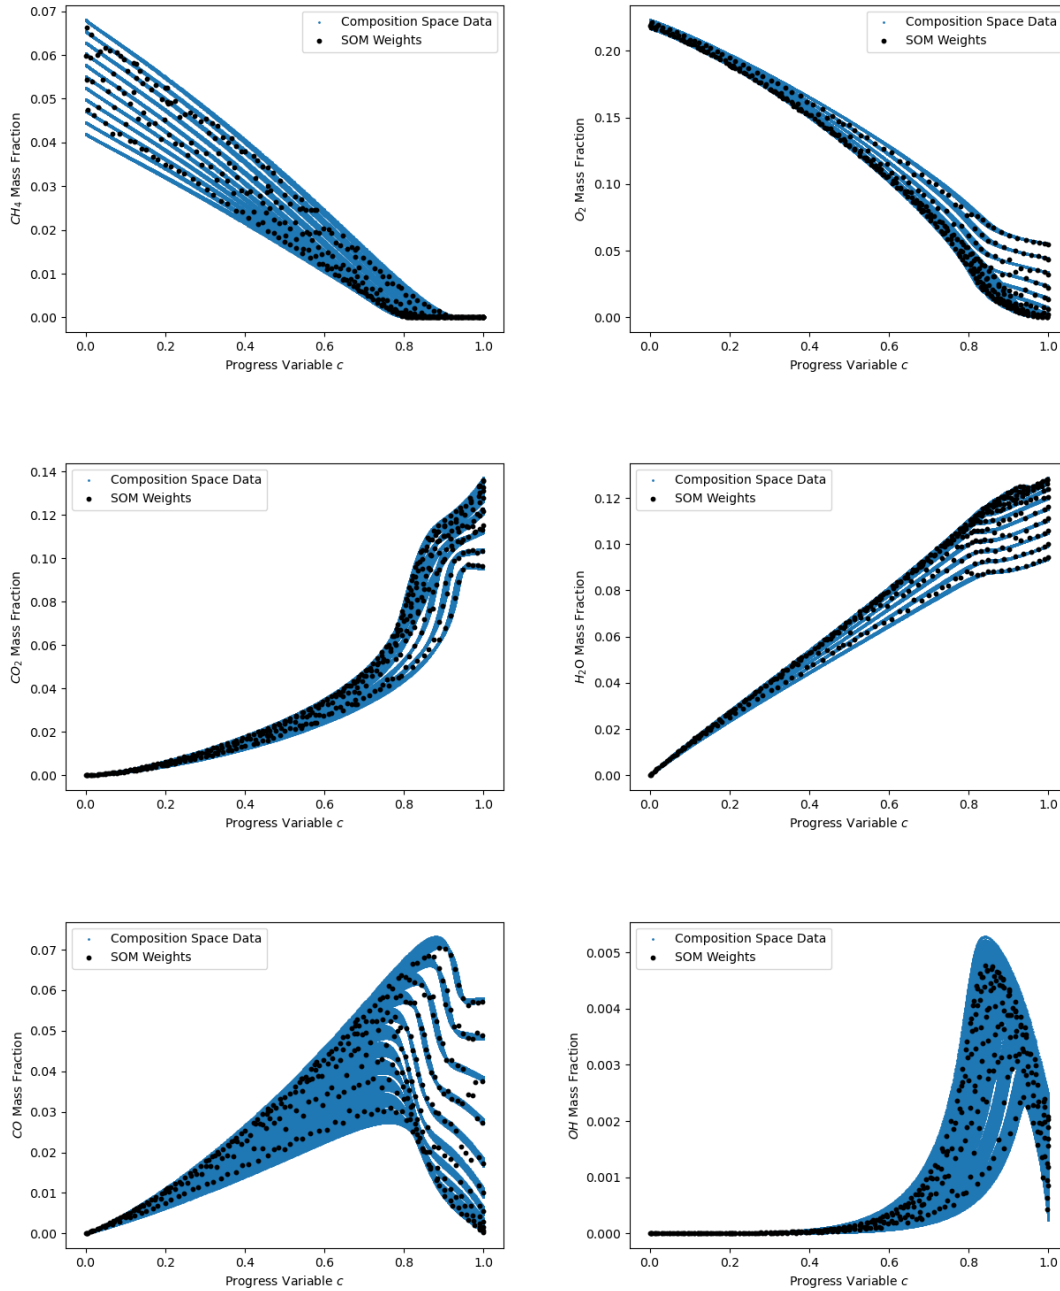 0.07
0.06
0.05
0.04
0.03
0.02
0.01
0.00
CH4 Mass Fraction
Composition Space Data
SOM Weights
0.0 0.2 0.4 0.6 0.8 1.0
Progress Variable c
0.20
0.15
0.10
0.05
0.00
O2 Mass Fraction
Composition Space Data
SOM Weights
0.0 0.2 0.4 0.6 0.8 1.0
Progress Variable c
0.14
0.12
0.10
0.08
0.06
0.04
0.02
0.00
CO2 Mass Fraction
Composition Space Data
SOM Weights
0.0 0.2 0.4 0.6 0.8 1.0
Progress Variable c
0.12
0.10
0.08
0.06
0.04
0.02
0.00
H2O Mass Fraction
Composition Space Data
SOM Weights
0.0 0.2 0.4 0.6 0.8 1.0
Progress Variable c
0.07
0.06
0.05
0.04
0.03
0.02
0.01
0.00
CO Mass Fraction
Composition Space Data
SOM Weights
0.0 0.2 0.4 0.6 0.8 1.0
Progress Variable c
0.005
0.004
0.003
0.002
0.001
0.000
OH Mass Fraction
Composition Space Data
SOM Weights
0.0 0.2 0.4 0.6 0.8 1.0
Progress Variable c